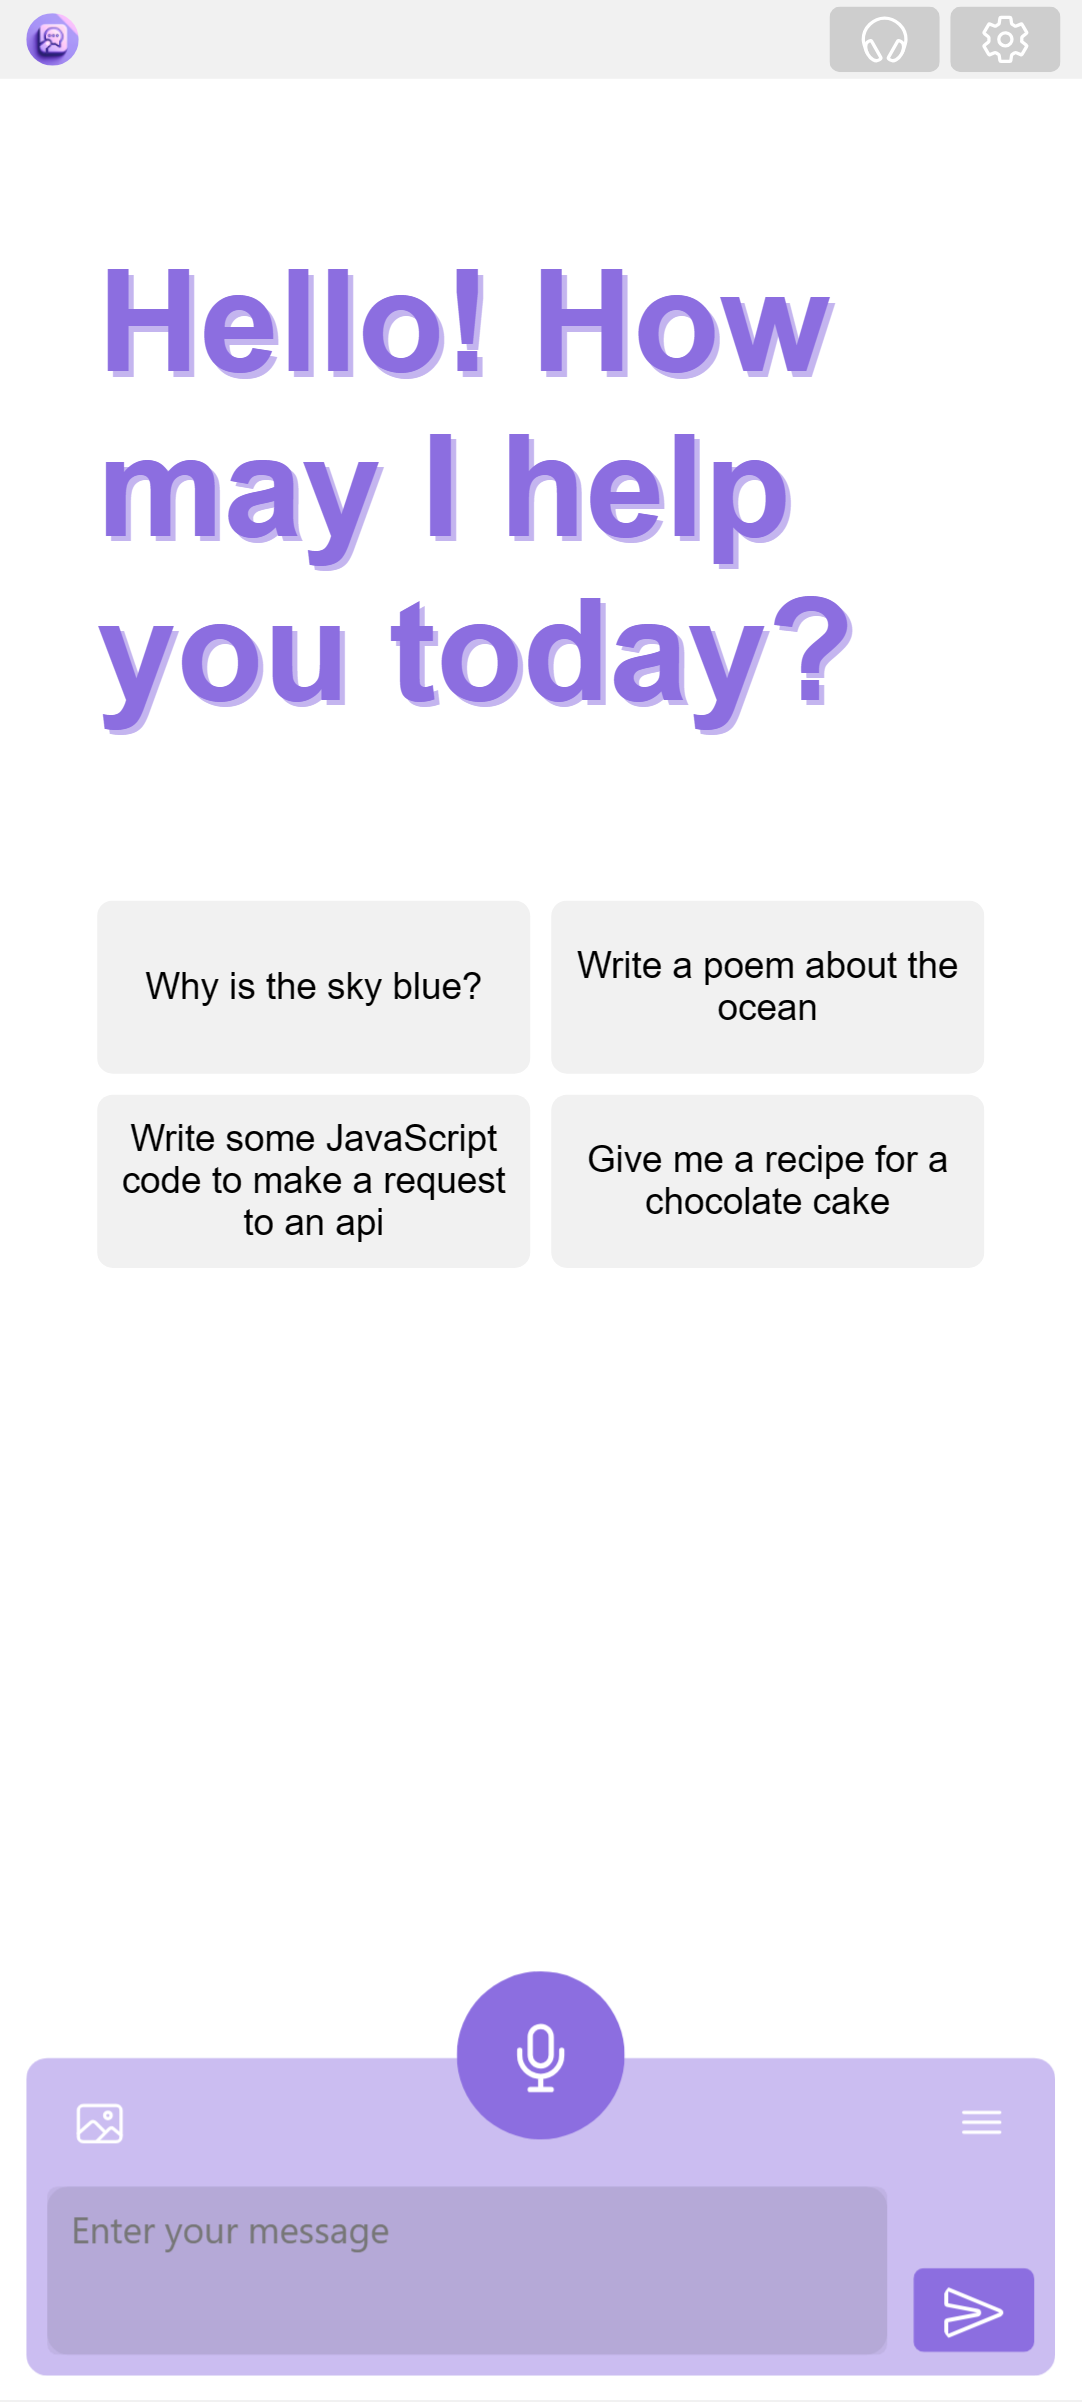 Hello! How
may I help
you today?
Why is the sky blue?
Write a poem about the
ocean
Write some JavaScript
code to make a request
to an api
Give me a recipe for a
chocolate cake
Enter your message